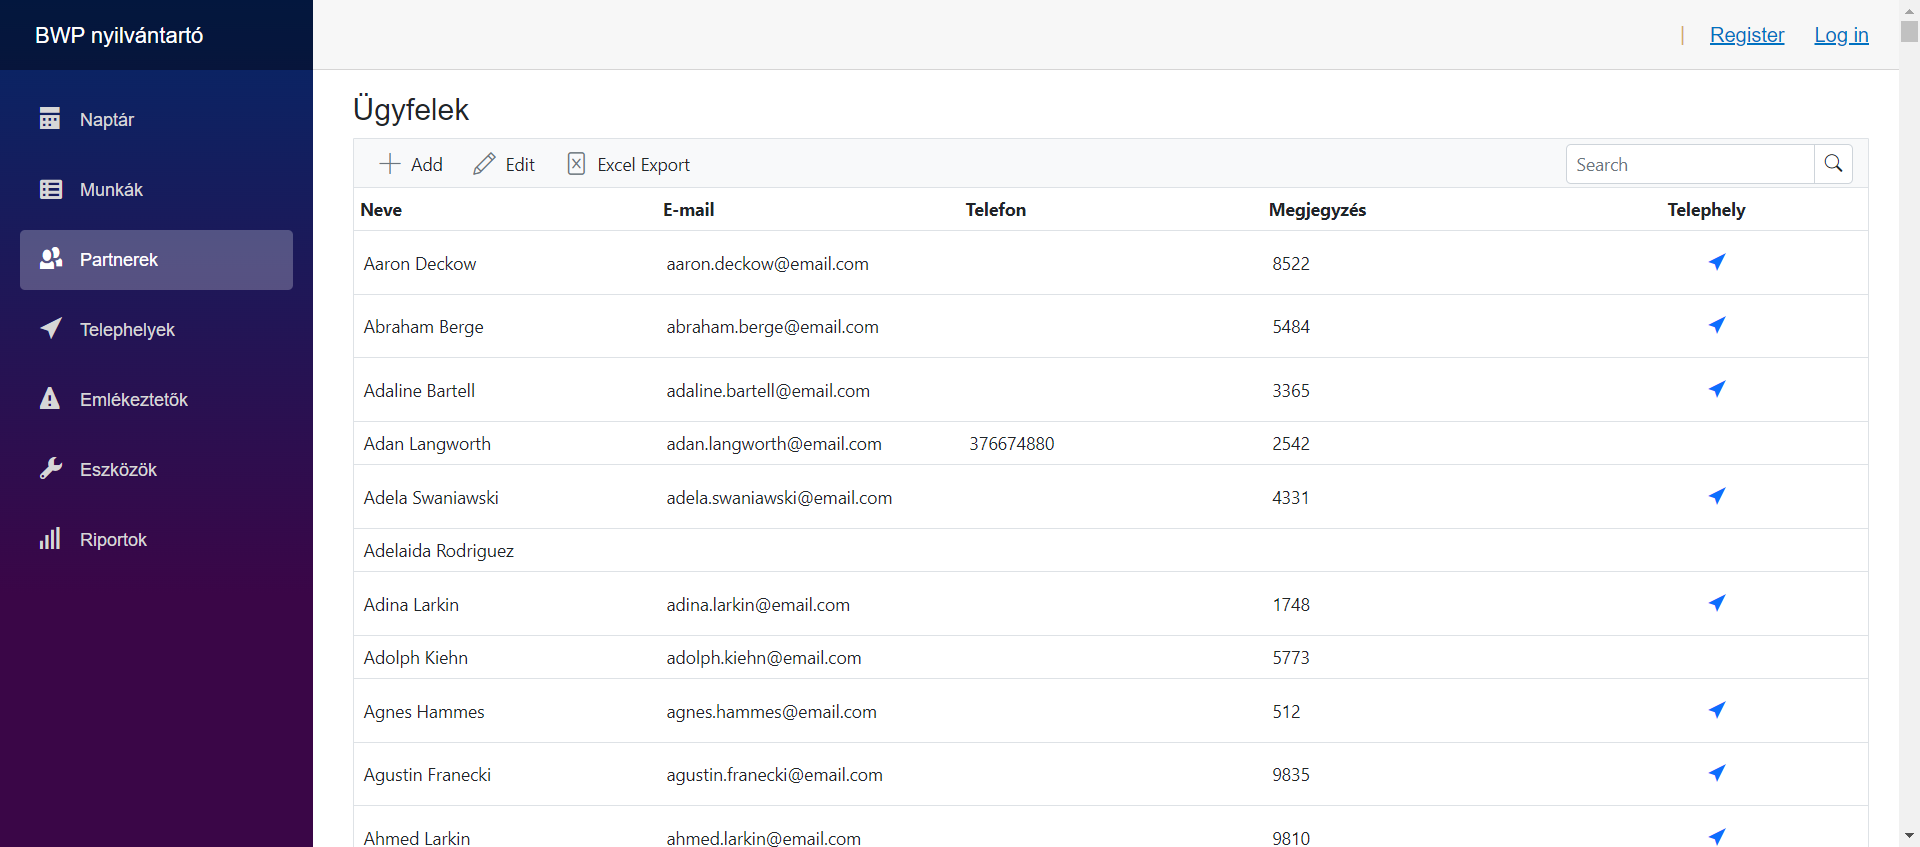 BWP nyilvántartó
| Register Log in
Naptár
Munkák
Partnerek
Telephelyek
Emlékeztetők
Eszközök
Riportok
Ügyfelek
Add Edit Excel Export Search
Neve E-mail Telefon Megjegyzés Telephely
Aaron Deckow aaron.deckow@email.com 8522
Abraham Berge abraham.berge@email.com 5484
Adaline Bartell adaline.bartell@email.com 3365
Adan Langworth adan.langworth@email.com 376674880 2542
Adela Swaniawski adela.swaniawski@email.com 4331
Adelaida Rodriguez
Adina Larkin adina.larkin@email.com 1748
Adolph Kiehn adolph.kiehn@email.com 5773
Agnes Hammes agnes.hammes@email.com 512
Agustin Franecki agustin.franecki@email.com 9835
Ahmed Larkin ahmed.larkin@email.com 9810